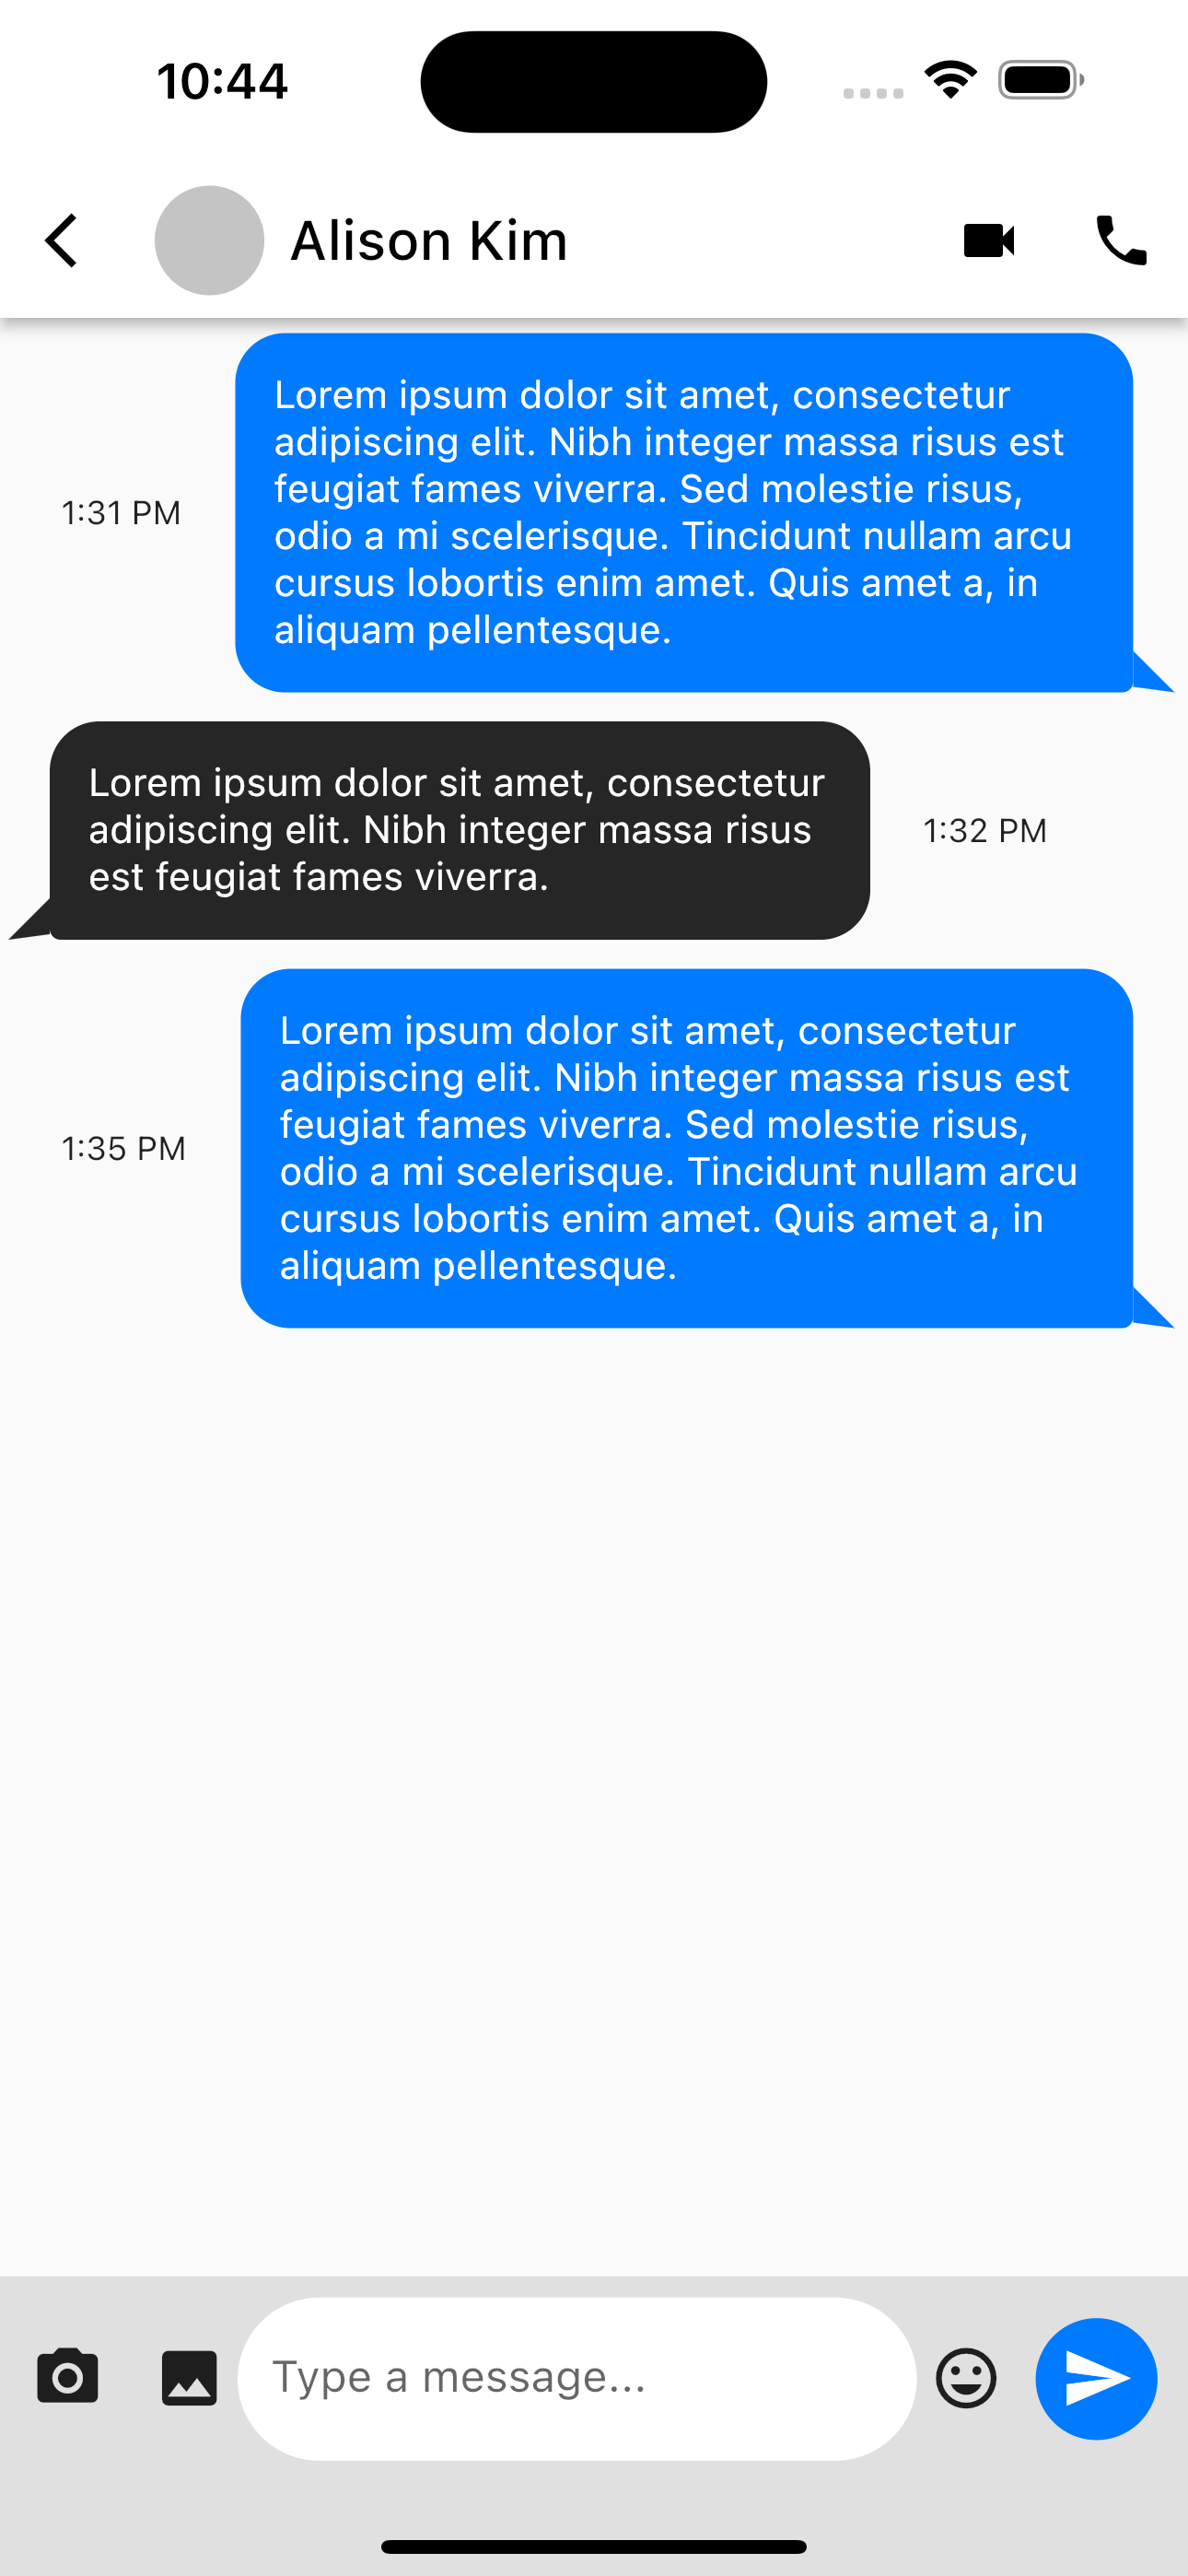 10:44
Alison Kim
Lorem ipsum dolor sit amet, consectetur
adipiscing elit. Nibh integer massa risus est
feugiat fames viverra. Sed molestie risus,
odio a mi scelerisque. Tincidunt nullam arcu
cursus lobortis enim amet. Quis amet a, in
aliquam pellentesque.
1:31 PM
Lorem ipsum dolor sit amet, consectetur
adipiscing elit. Nibh integer massa risus
est feugiat fames viverra.
1:32 PM
Lorem ipsum dolor sit amet, consectetur
adipiscing elit. Nibh integer massa risus est
feugiat fames viverra. Sed molestie risus,
odio a mi scelerisque. Tincidunt nullam arcu
cursus lobortis enim amet. Quis amet a, in
aliquam pellentesque.
1:35 PM
Type a message...